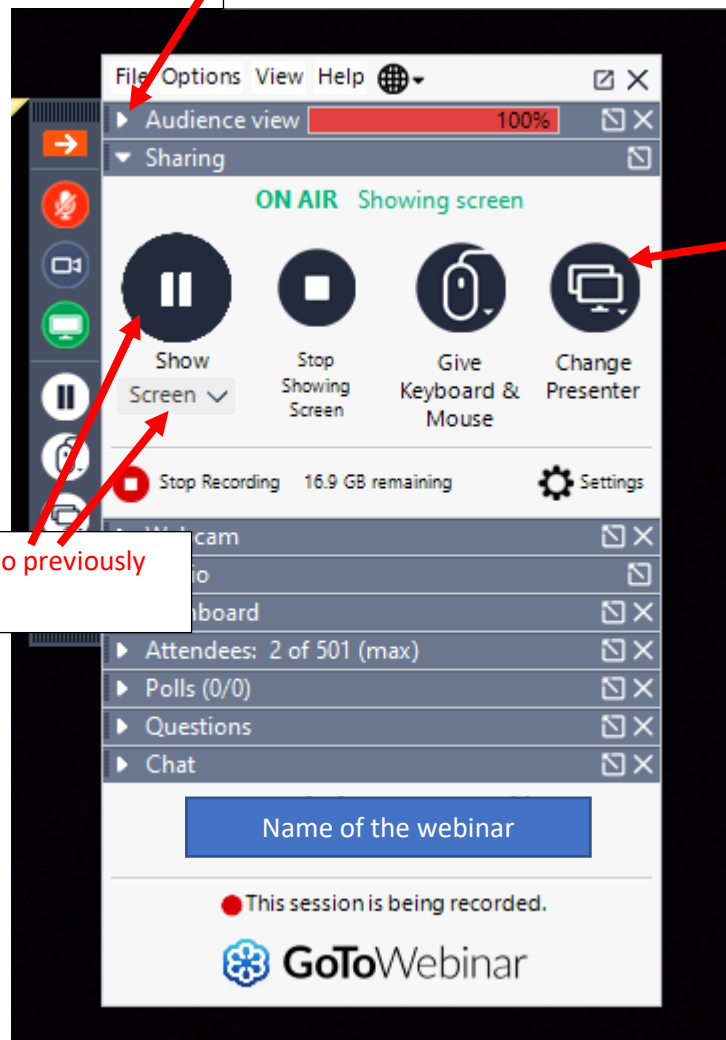 File Options View Help
Audience view 100%
Sharing
ON AIR Showing screen
Show
Screen
Stop
Showing
Screen
Give
Keyboard &
Mouse
Change
Presenter
Stop Recording 16.9 GB remaining Settings
previously
Attendees: 2 of 501 (max)
Polls (0/0)
Questions
Chat
Name of the webinar
This session is being recorded.
GoToWebinar